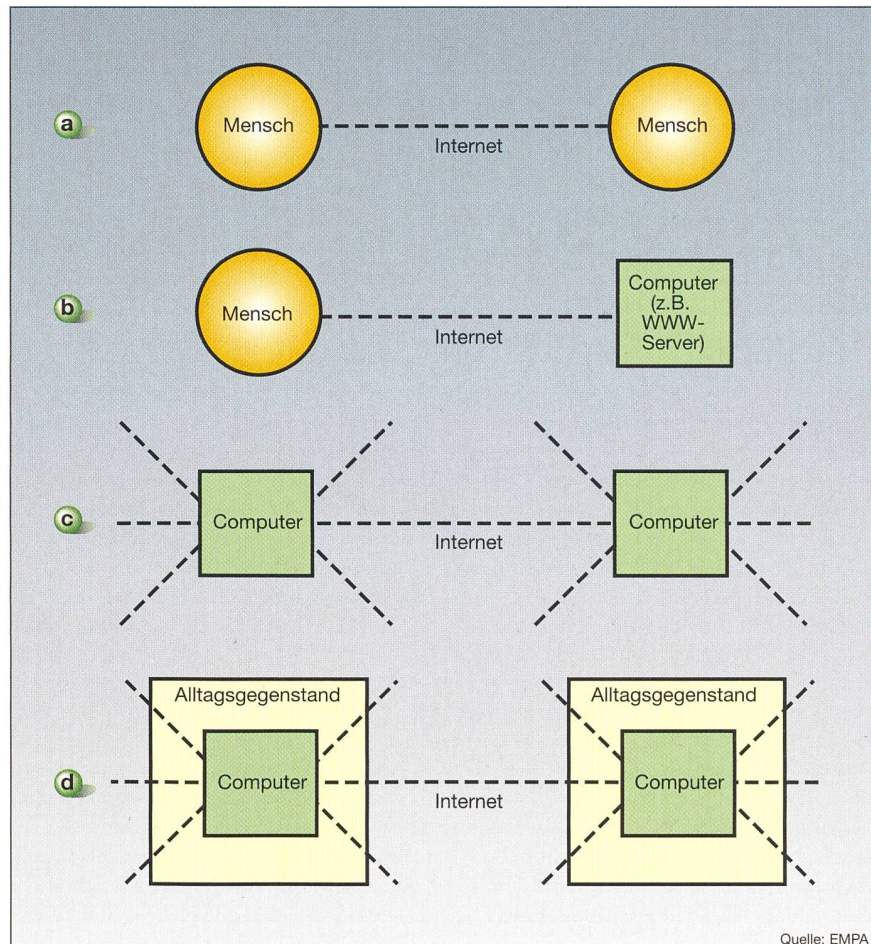 a
Mensch
Internet
Mensch
b
Mensch
Internet
Computer
(z.B.
WWW-
Server)
c
Computer
Internet
Computer
d
Alltagsgegenstand
Computer
Internet
Alltagsgegenstand
Computer
Quelle: EMPA